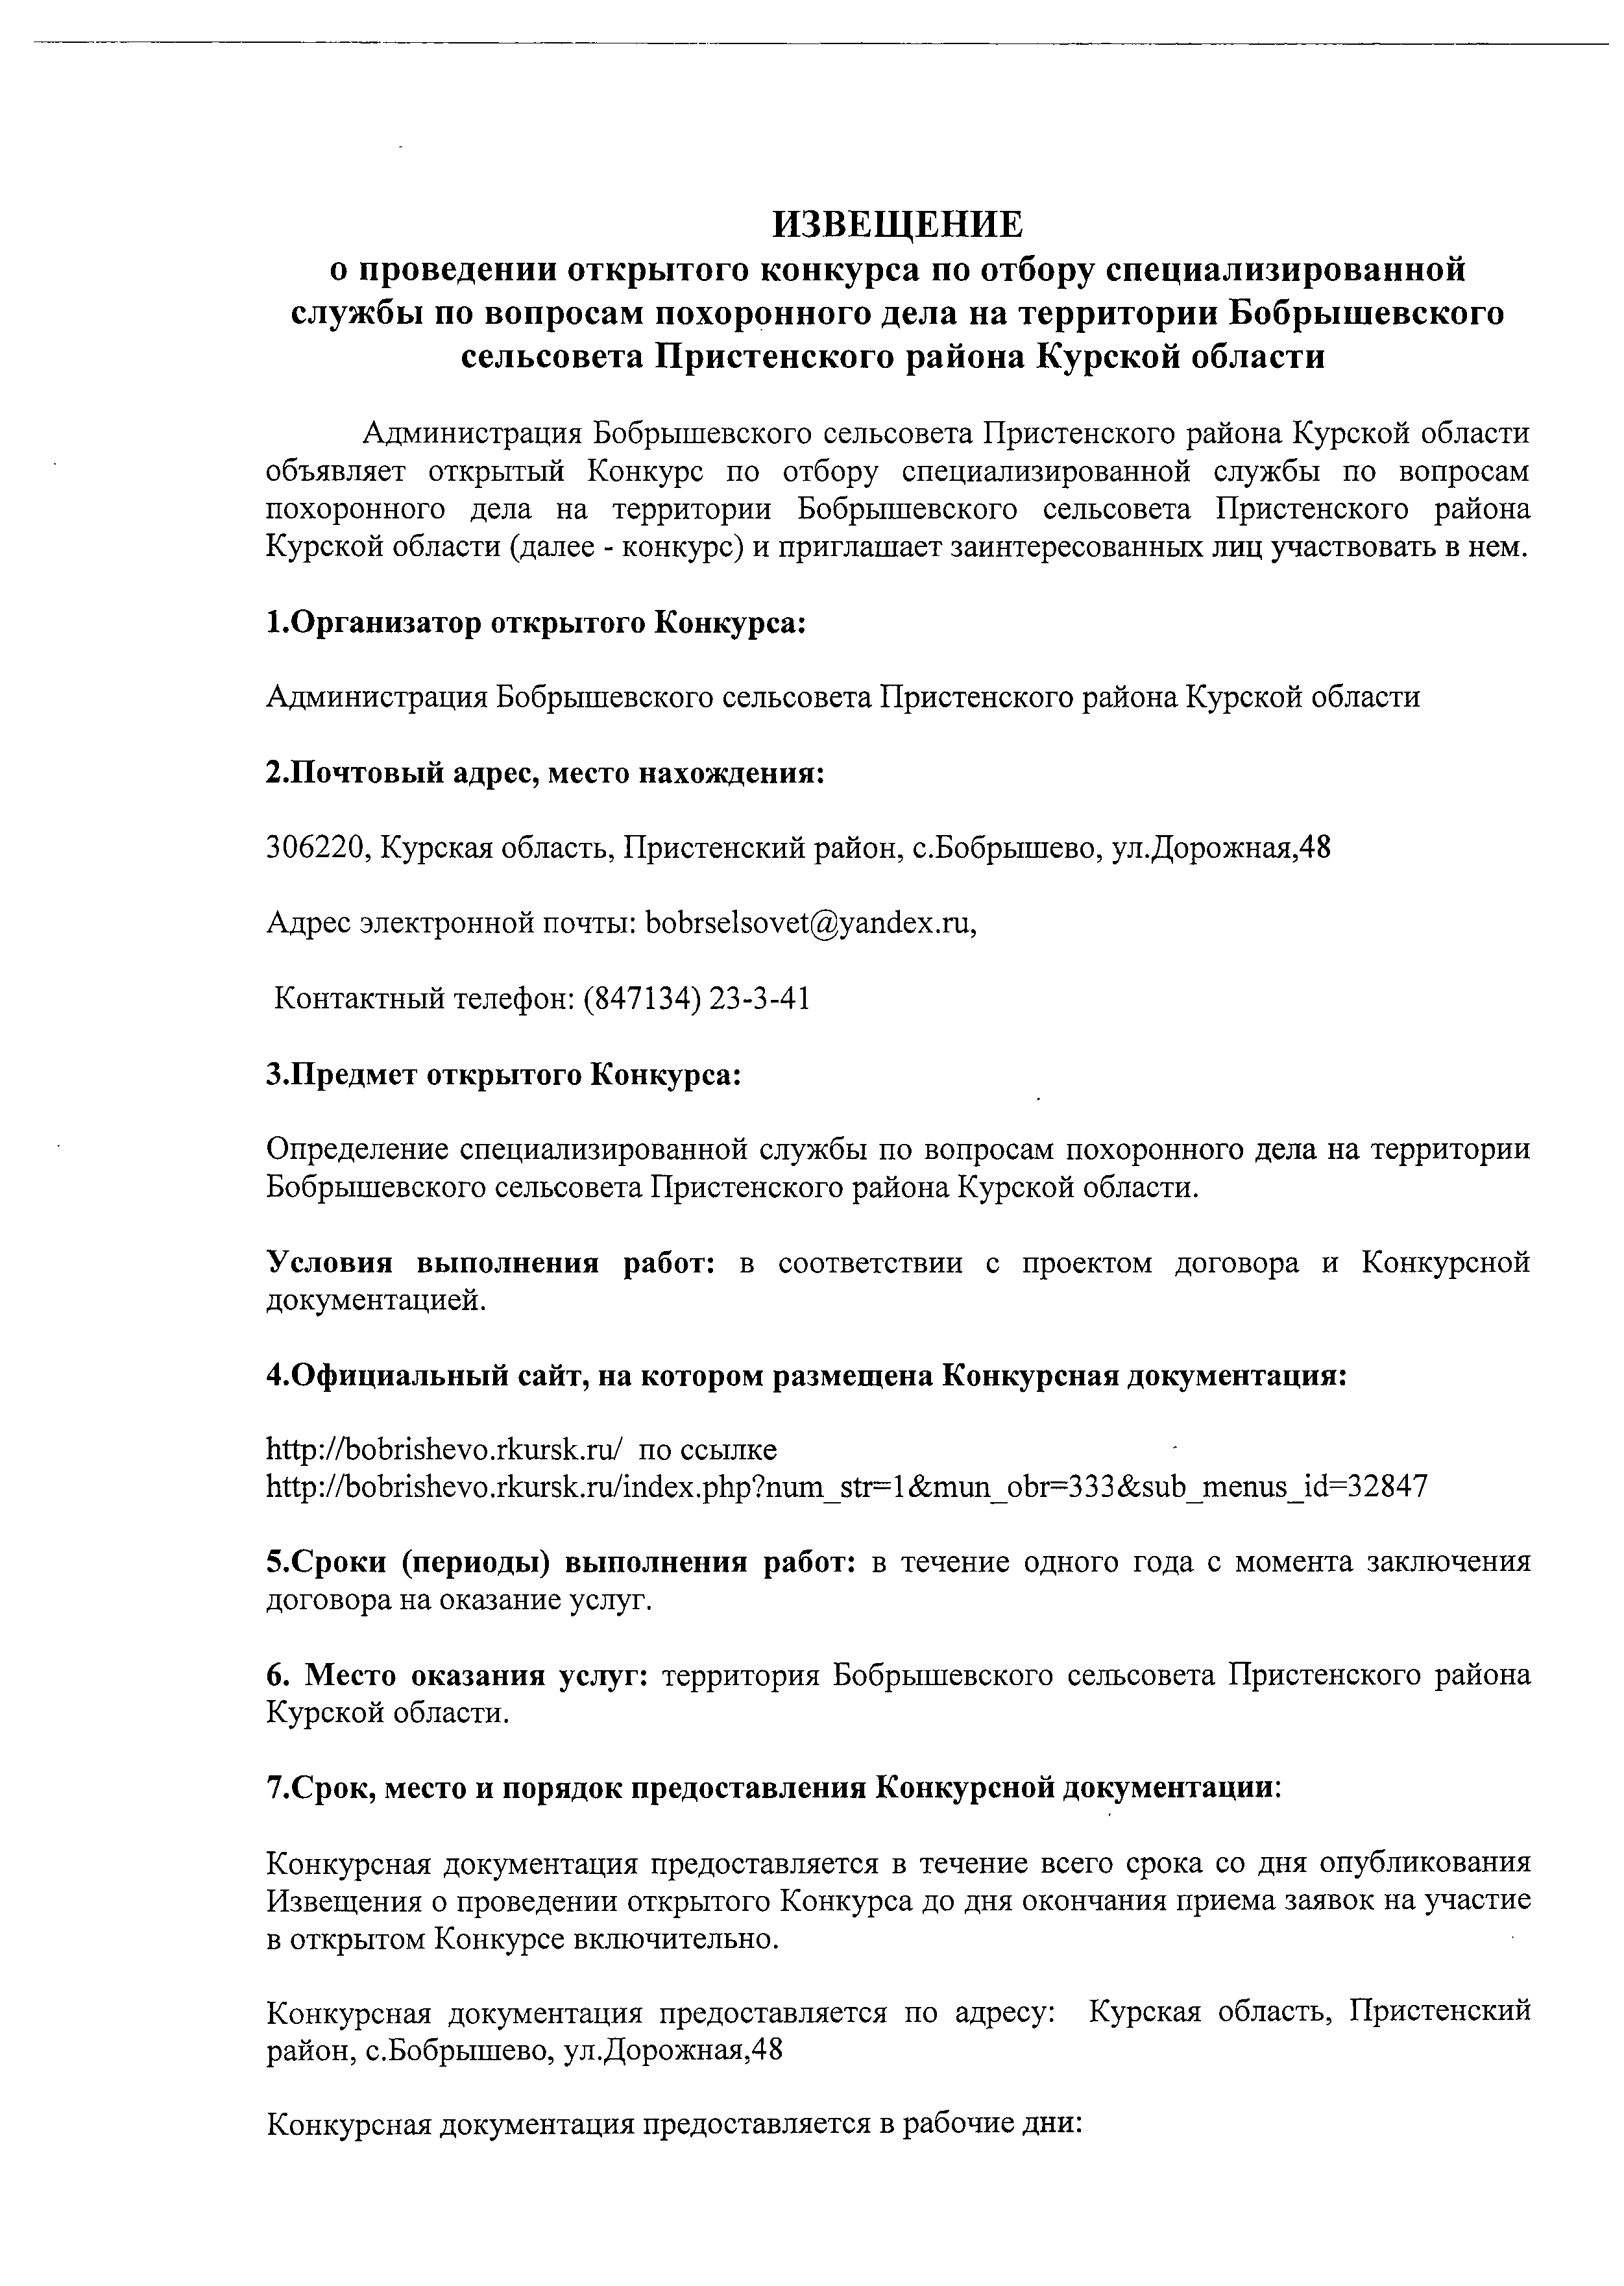 ИЗВЕЩЕНИЕ
о проведении открытого конкурса по отбору специализированной
службы по вопросам похоронного дела на территории Бобрышевского
сельсовета Пристенского района Курской области
Администрация Бобрышевского сельсовета Пристенского района Курской области
объявляет открытый Конкурс по отбору специализированной службы по вопросам
похоронного дела на территории Бобрышевского сельсовета Пристенского района
Курской области (далее - конкурс) и приглашает заинтересованных лиц участвовать в нем.
1.Организатор открытого Конкурса:
Администрация Бобрышевского сельсовета Пристенского района Курской области
2.Почтовый адрес, место нахождения:
306220, Курская область, Пристенский район, с.Бобрышево, ул.Дорожная,48
Адрес электронной почты: bobrselsovet@yandex.ru,
Контактный телефон: (847134) 23-3-41
3.Предмет открытого Конкурса:
Определение специализированной службы по вопросам похоронного дела на территории
Бобрышевского сельсовета Пристенского района Курской области.
Условия выполнения работ: в соответствии с проектом договора и Конкурсной
документацией.
4.Официальный сайт, на котором размещена Конкурсная документация:
http://bobrishevo.rkursk.ru/ по ссылке
http://bobrishevo.rkursk.ru/index.php?num_str=1&mun_obr=333&sub_menus_id=32847
5.Сроки (периоды) выполнения работ: в течение одного года с момента заключения
договора на оказание услуг.
6. Место оказания услуг: территория Бобрышевского сельсовета Пристенского района
Курской области.
7.Срок, место и порядок предоставления Конкурсной документации:
Конкурсная документация предоставляется в течение всего срока со дня опубликования
Извещения о проведении открытого Конкурса до дня окончания приема заявок на участие
в открытом Конкурсе включительно.
Конкурсная документация предоставляется по адресу: Курская область, Пристенский
район, с.Бобрышево, ул.Дорожная,48
Конкурсная документация предоставляется в рабочие дни: